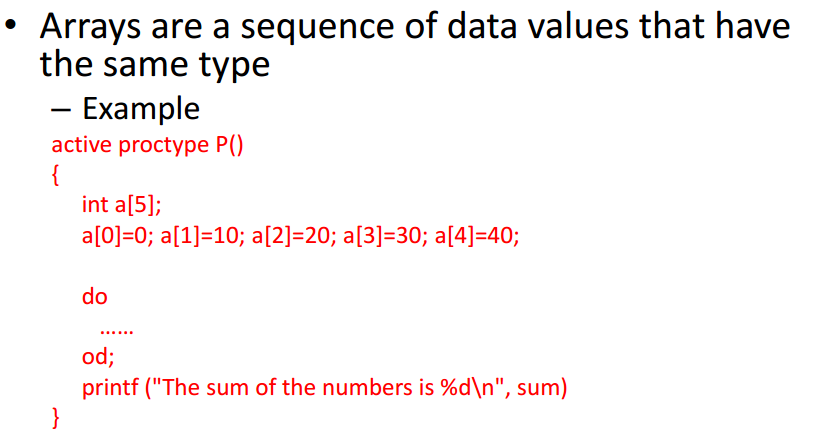 • Arrays are a sequence of data values that have
the same type
– Example
active proctype P()
{
int a[5];
a[0]=0; a[1]=10; a[2]=20; a[3]=30; a[4]=40;
do
......
od;
printf ("The sum of the numbers is %d\n", sum)
}